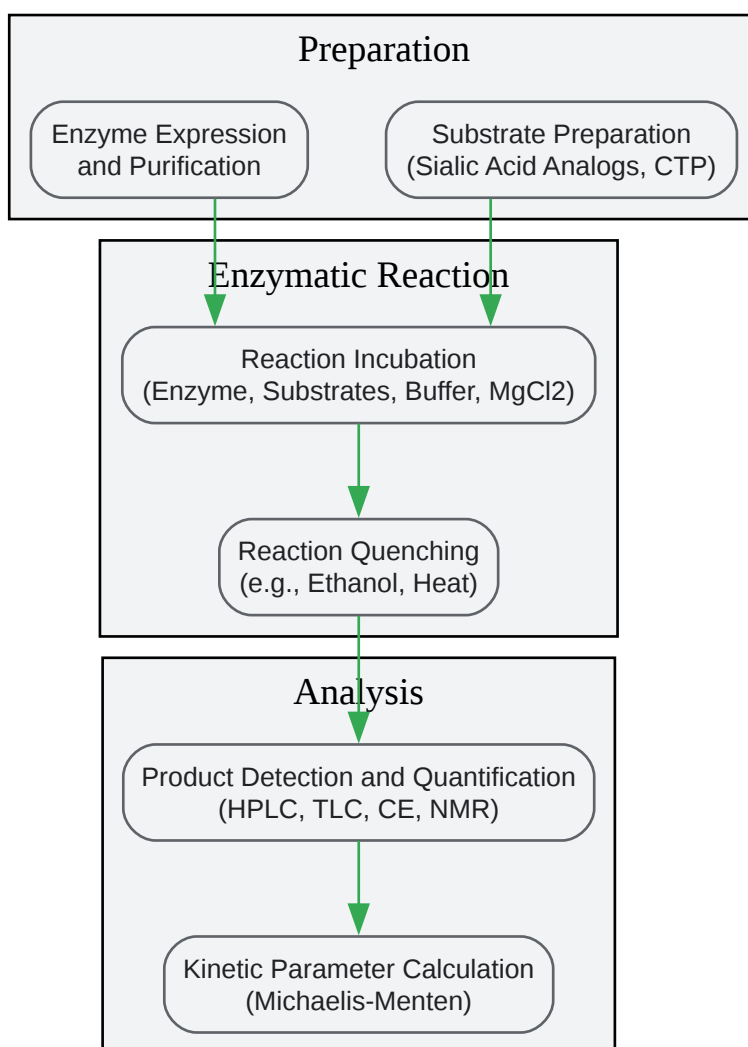 Preparation
Enzyme Expression
and Purification
Substrate Preparation
(Sialic Acid Analogs, CTP)
Enzymatic Reaction
Reaction Incubation
(Enzyme, Substrates, Buffer, MgCl2)
Reaction Quenching
(e.g., Ethanol, Heat)
Analysis
Product Detection and Quantification
(HPLC, TLC, CE, NMR)
Kinetic Parameter Calculation
(Michaelis-Menten)